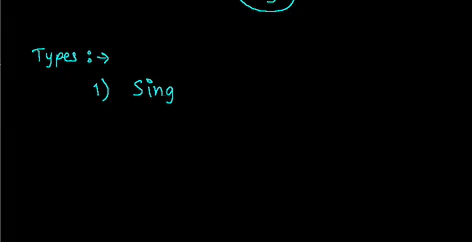 Types :→
1) Sing